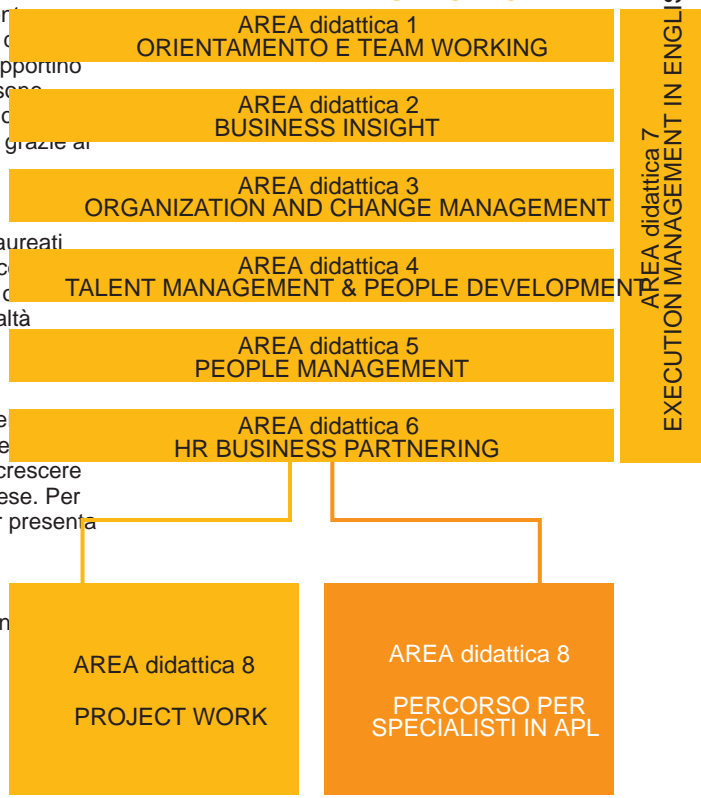 AREA didattica 1
ORIENTAMENTO E TEAM WORKING
pportino
AREA didattica 2
BUSINESS INSIGHT
grazie al
AREA didattica 3
ORGANIZATION AND CHANGE MANAGEMENT
aureati
AREA didattica 4
TALENT MANAGEMENT & PEOPLE DEVELOPMENT
altà
AREA didattica 5
PEOPLE MANAGEMENT
AREA didattica 6
HR BUSINESS PARTNERING
crescere
ese. Per
r presenta
AREA didattica 7
EXECUTION MANAGEMENT IN ENGLI
AREA didattica 8
PROJECT WORK
AREA didattica 8
PERCORSO PER
SPECIALISTI IN APL